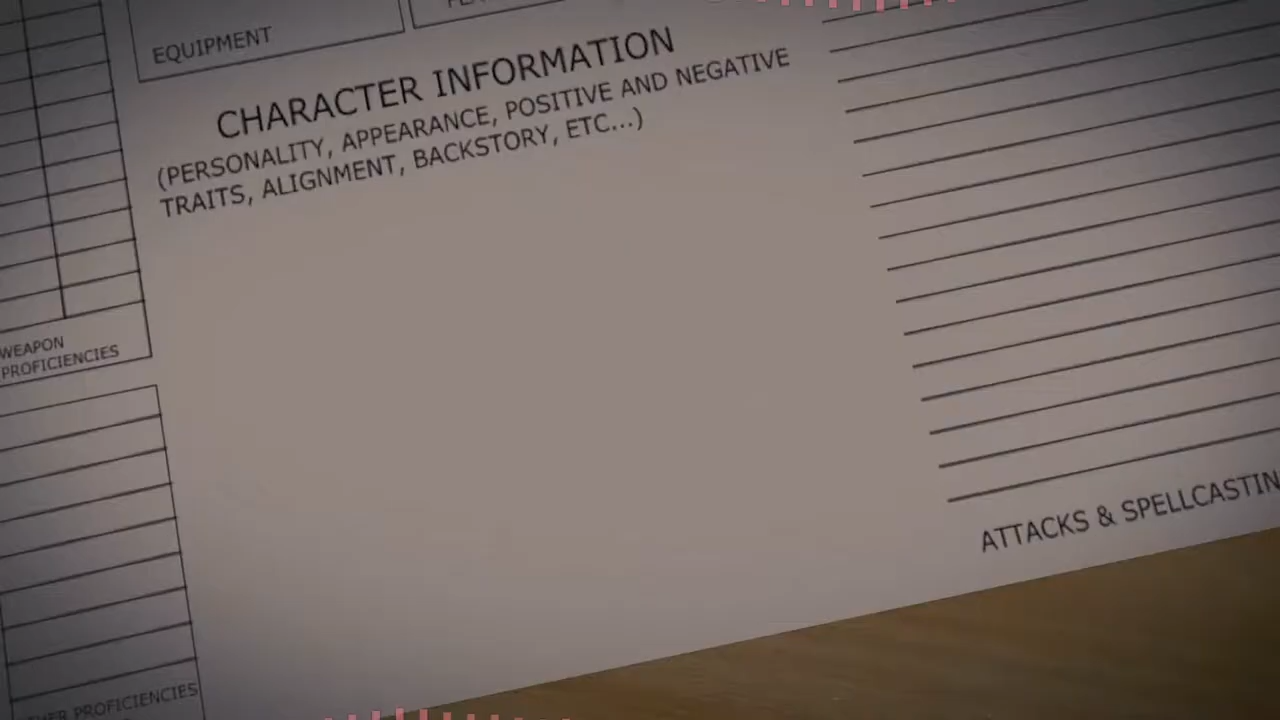 EQUIPMENT
CHARACTER INFORMATION
(PERSONALITY, APPEARANCE, POSITIVE AND NEGATIVE
TRAITS, ALIGNMENT, BACKSTORY, ETC...)
WEAPON
PROFICIENCIES
ATTACKS & SPELLCASTIN
PROFICIENCIES